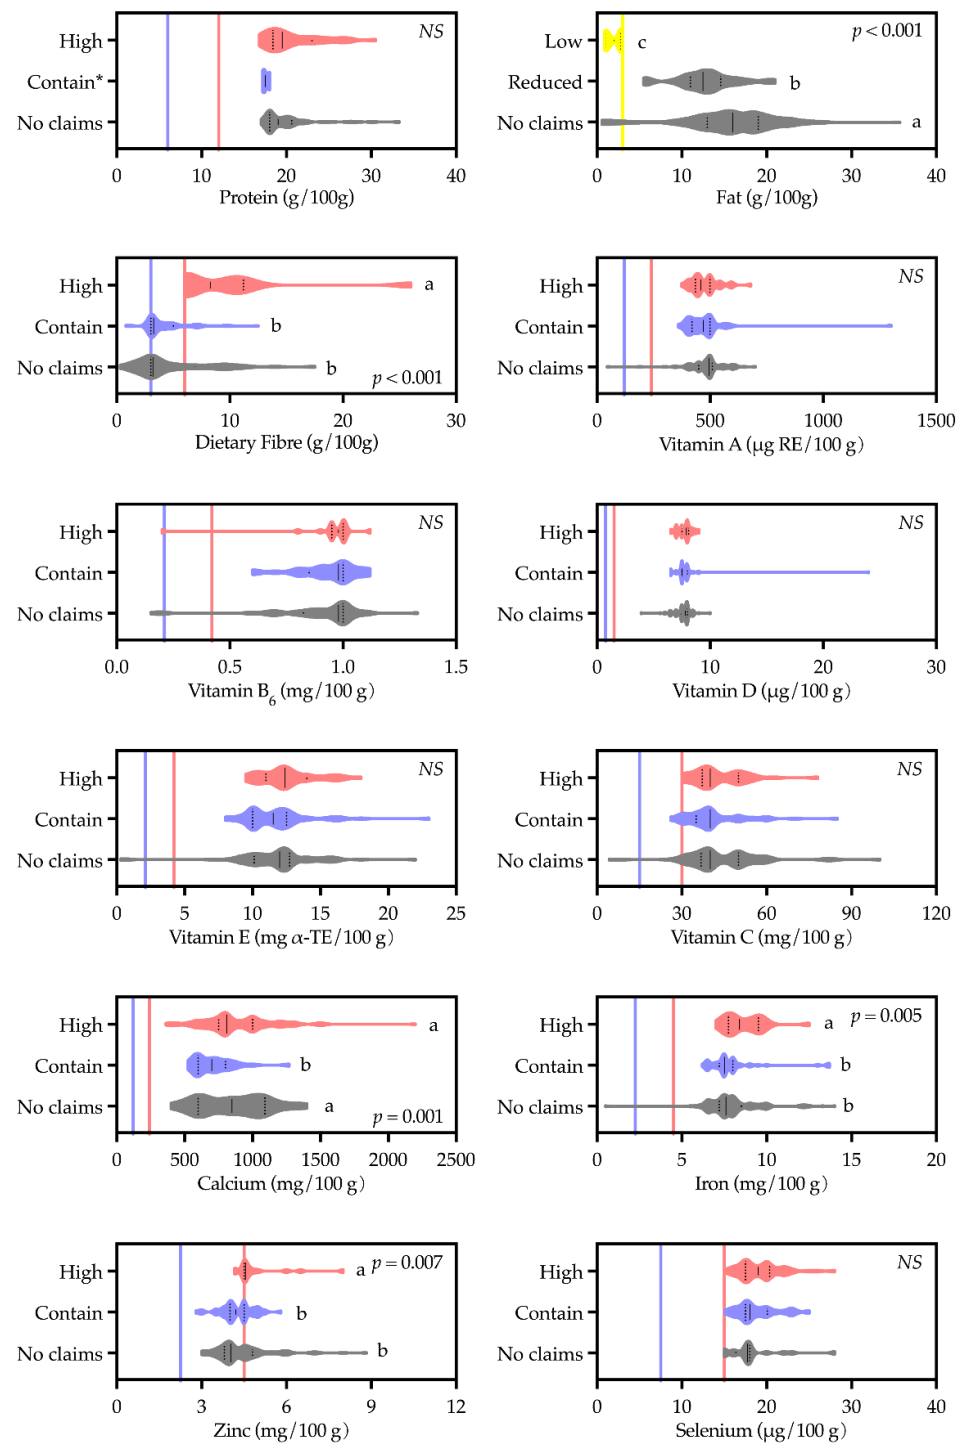 High
Contain*
No claims
NS
0 10 20 30 40
Protein (g/100g)
Low
Reduced
No claims
c
b
a
p < 0.001
0 10 20 30 40
Fat (g/100g)
High
Contain
No claims
a
b
b
p < 0.001
0 10 20 30
Dietary Fibre (g/100g)
High
Contain
No claims
NS
0 500 1000 1500
Vitamin A (µg RE/100 g)
High
Contain
No claims
NS
0.0 0.5 1.0 1.5
Vitamin B6 (mg/100 g)
High
Contain
No claims
NS
0 10 20 30
Vitamin D (µg/100 g)
High
Contain
No claims
NS
0 5 10 15 20 25
Vitamin E (mg α-TE/100 g)
High
Contain
No claims
NS
0 30 60 90 120
Vitamin C (mg/100 g)
High
Contain
No claims
a
b
a
p = 0.001
0 500 1000 1500 2000 2500
Calcium (mg/100 g)
High
Contain
No claims
a
b
b
p = 0.005
0 5 10 15 20
Iron (mg/100 g)
High
Contain
No claims
a
b
b
p = 0.007
3 6 9 12
Zinc (mg/100 g)
High
Contain
No claims
NS
0 10 20 30 40
Selenium (µg/100 g)